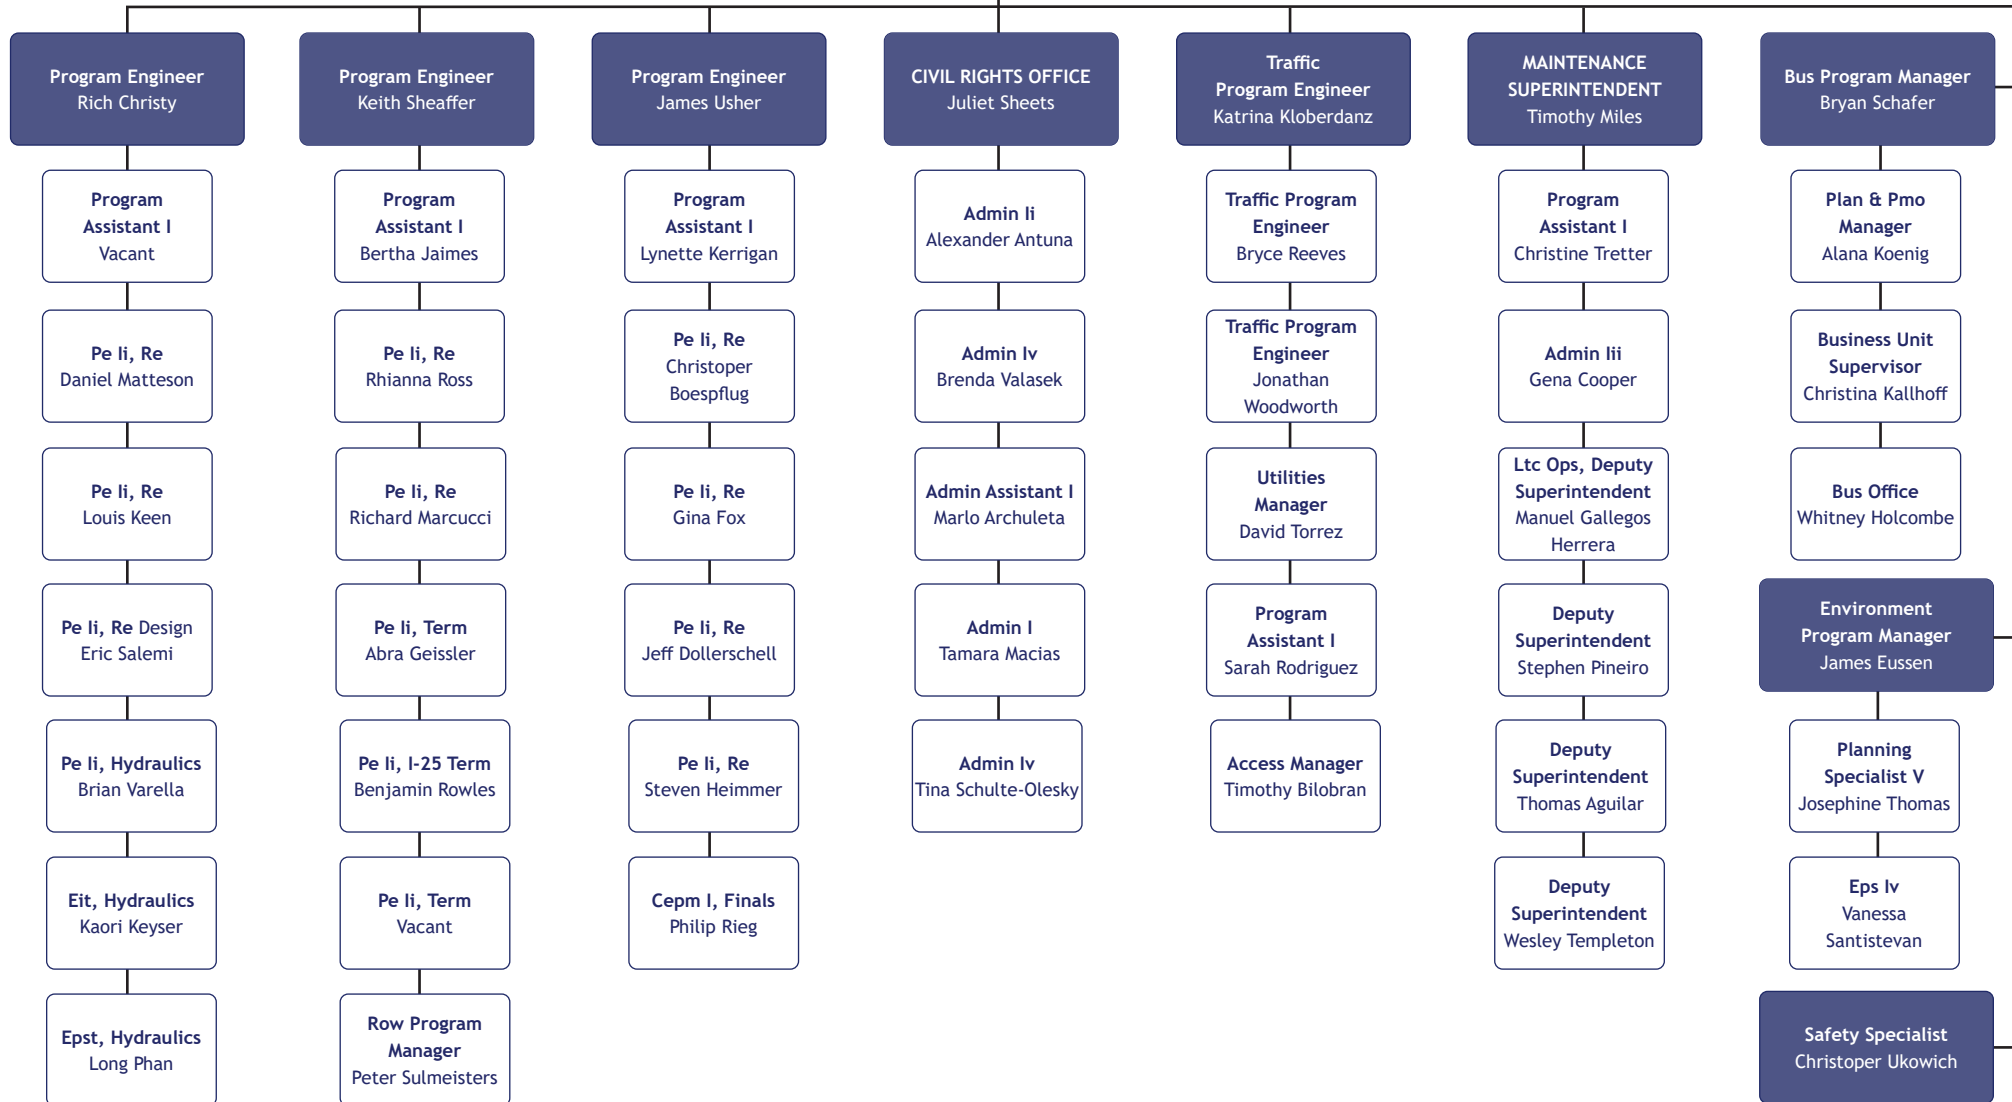 Program Engineer
Rich Christy
Program
Assistant I
Vacant
Pe Ii, Re
Daniel Matteson
Pe Ii, Re
Louis Keen
Pe Ii, Re Design
Eric Salemi
Pe Ii, Hydraulics
Brian Varella
Eit, Hydraulics
Kaori Keyser
Epst, Hydraulics
Long Phan
Program Engineer
Keith Sheaffer
Program
Assistant I
Bertha Jaimes
Pe Ii, Re
Rhianna Ross
Pe Ii, Re
Richard Marcucci
Pe Ii, Term
Abra Geissler
Pe Ii, I-25 Term
Benjamin Rowles
Pe Ii, Term
Vacant
Row Program
Manager
Peter Sulmeisters
Program Engineer
James Usher
Program
Assistant I
Lynette Kerrigan
Pe Ii, Re
Christoper
Boespflug
Pe Ii, Re
Gina Fox
Pe Ii, Re
Jeff Dollerschell
Pe Ii, Re
Steven Heimmer
Cepm I, Finals
Philip Rieg
CIVIL RIGHTS OFFICE
Juliet Sheets
Admin Ii
Alexander Antuna
Admin Iv
Brenda Valasek
Admin Assistant I
Marlo Archuleta
Admin I
Tamara Macias
Admin Iv
Tina Schulte-Olesky
Traffic
Program Engineer
Katrina Kloberdanz
Traffic Program
Engineer
Bryce Reeves
Traffic Program
Engineer
Jonathan
Woodworth
Utilities
Manager
David Torrez
Program
Assistant I
Sarah Rodriguez
Access Manager
Timothy Bilobran
MAINTENANCE
SUPERINTENDENT
Timothy Miles
Program
Assistant I
Christine Tretter
Admin Iii
Gena Cooper
Ltc Ops, Deputy
Superintendent
Manuel Gallegos
Herrera
Deputy
Superintendent
Stephen Pineiro
Deputy
Superintendent
Thomas Aguilar
Deputy
Superintendent
Wesley Templeton
Bus Program Manager
Bryan Schafer
Plan & Pmo
Manager
Alana Koenig
Business Unit
Supervisor
Christina Kallhoff
Bus Office
Whitney Holcombe
Environment
Program Manager
James Eussen
Planning
Specialist V
Josephine Thomas
Eps Iv
Vanessa
Santistevan
Safety Specialist
Christoper Ukowich